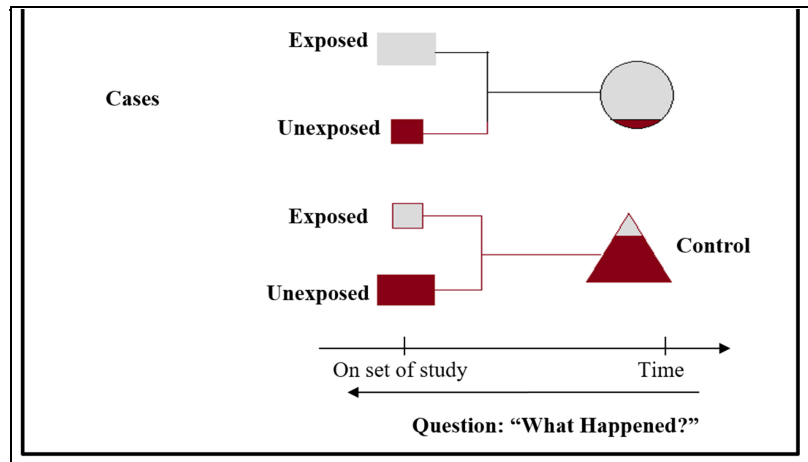 Exposed
Cases
Unexposed
Exposed
Control
Unexposed
On set of study
Time
Question: “What Happened?”